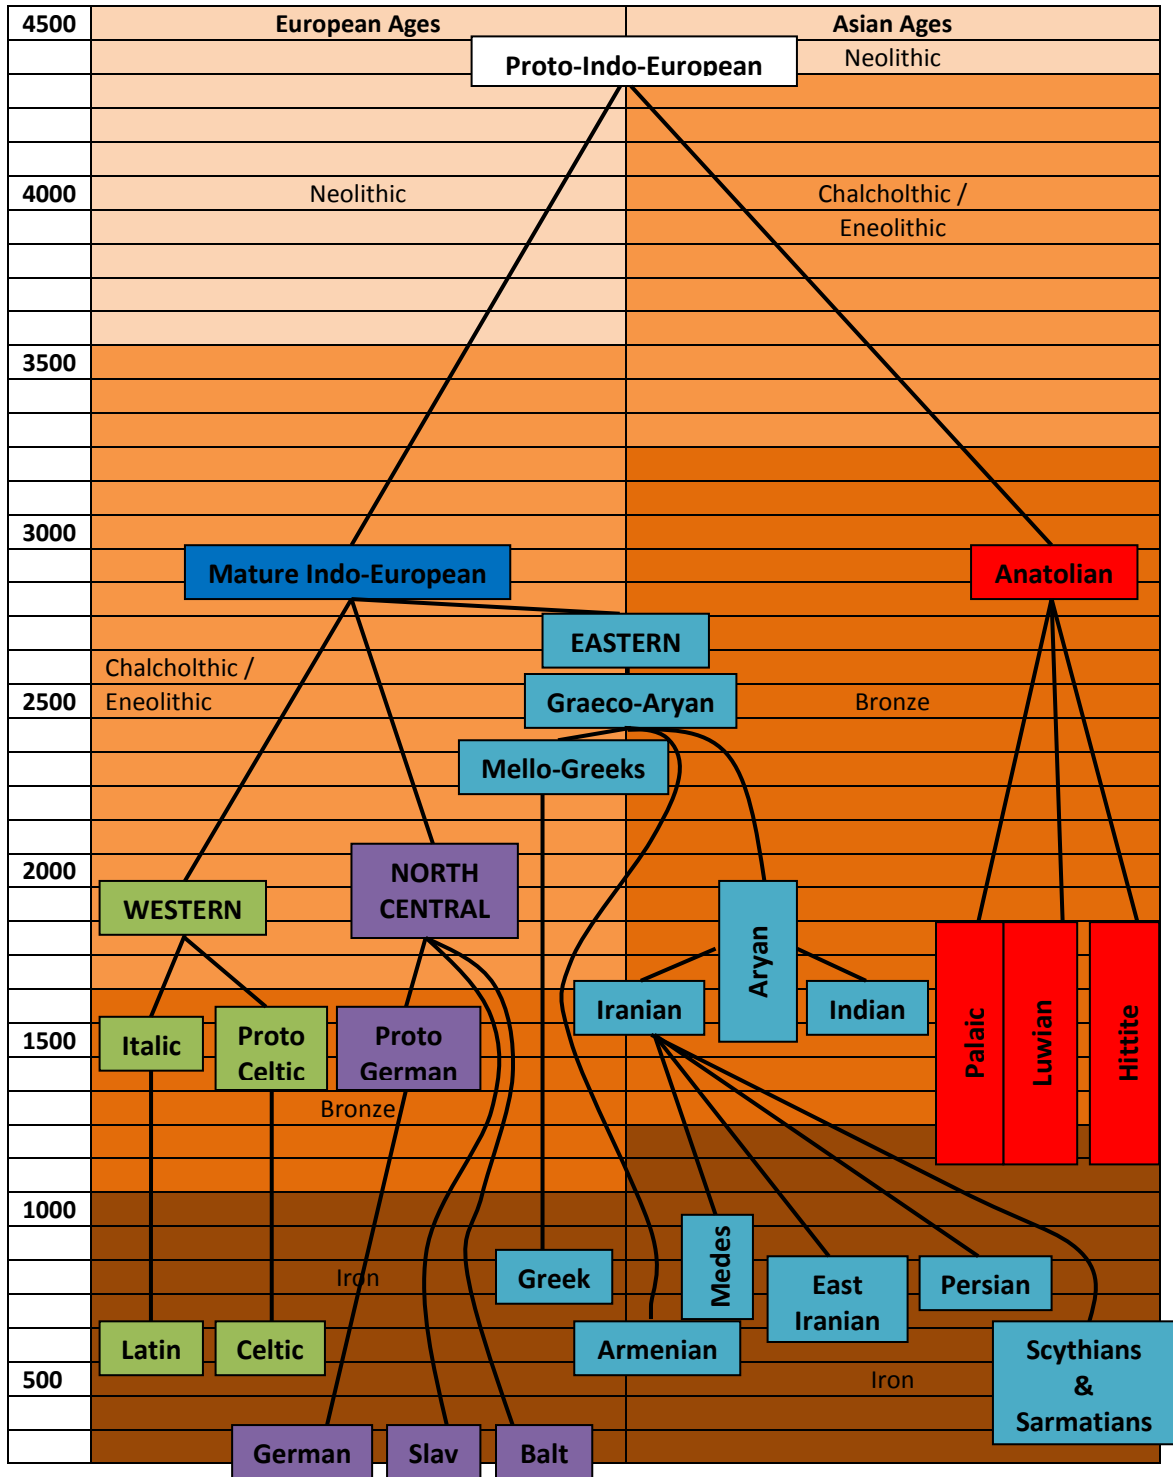 4500 European Ages Asian Ages
Neolithic
Proto-Indo-European
4000 Neolithic Chalcholthic /
Eneolithic
3500
3000
Mature Indo-European Anatolian
EASTERN
Chalcholthic /
2500 Eneolithic Graeco-Aryan Bronze
Mello-Greeks
2000 NORTH
CENTRAL
WESTERN
Aryan
Iranian Indian
1500 Italic Proto
Celtic
Proto
German
Palaic
Luwian
Hittite
Bronze
1000
Medes
Iron Greek East
Iranian
Persian
Latin Celtic Armenian Scythians
&
Sarmatians
500 Iron
German Slav Balt